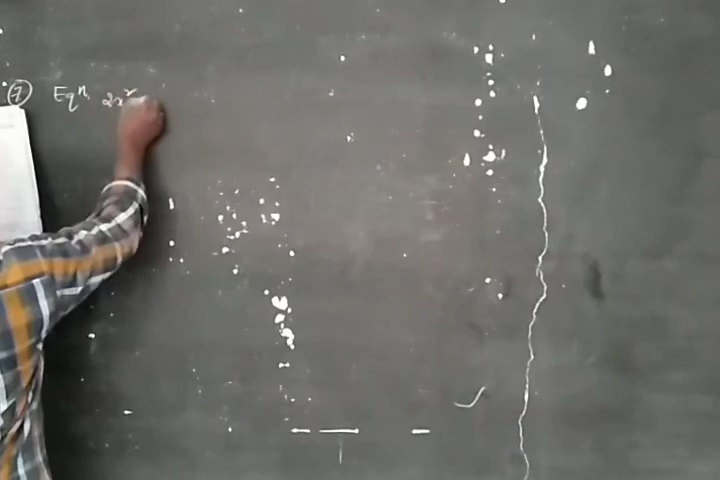 ⑦ Eqⁿ. 2x²